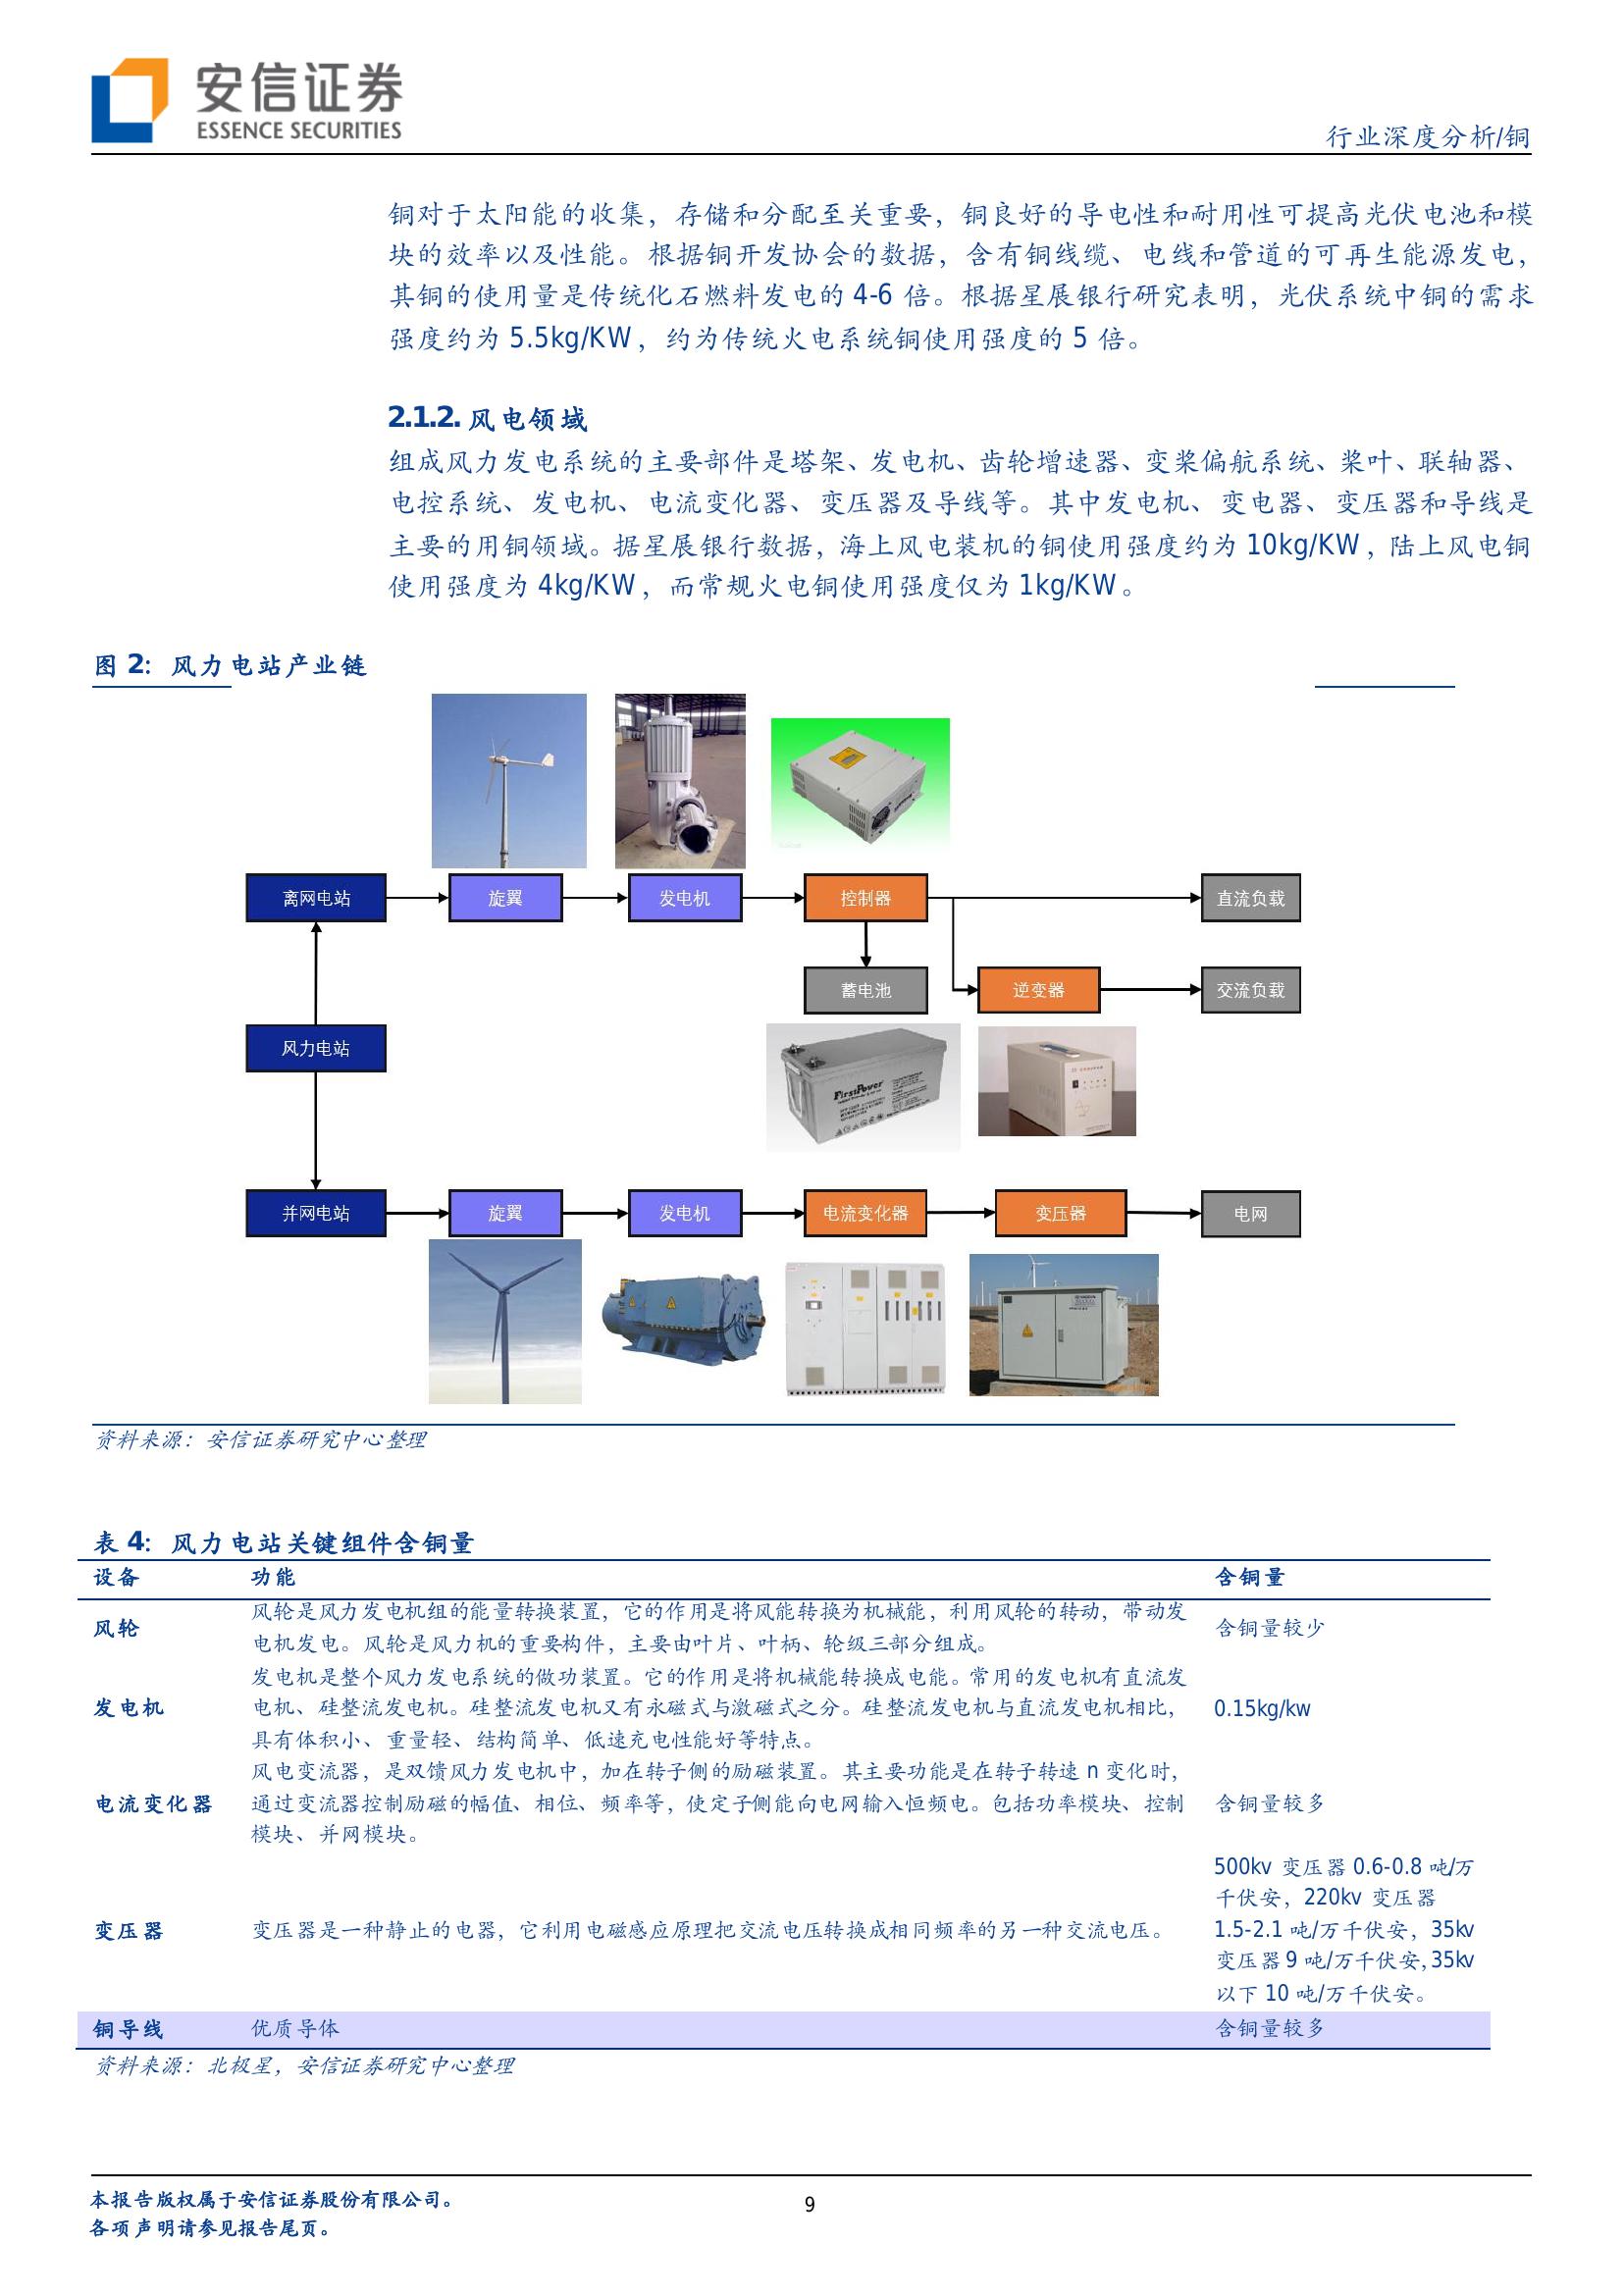 安信证券
ESSENCE SECURITIES
行业深度分析/铜
铜对于太阳能的收集，存储和分配至关重要，铜良好的导电性和耐用性可提高光伏电池和模
块的效率以及性能。根据铜开发协会的数据，含有铜线缆、电线和管道的可再生能源发电，
其铜的使用量是传统化石燃料发电的 4-6 倍。根据星展银行研究表明，光伏系统中铜的需求
强度约为 5.5kg/KW，约为传统火电系统铜使用强度的 5 倍。
2.1.2. 风电领域
组成风力发电系统的主要部件是塔架、发电机、齿轮增速器、变桨偏航系统、桨叶、联轴器、
电控系统、发电机、电流变化器、变压器及导线等。其中发电机、变电器、变压器和导线是
主要的用铜领域。据星展银行数据，海上风电装机的铜使用强度约为 10kg/KW，陆上风电铜
使用强度为 4kg/KW，而常规火电铜使用强度仅为 1kg/KW。
图 2：风力电站产业链
离网电站
旋翼
发电机
控制器
直流负载
蓄电池
逆变器
交流负载
风力电站
FirstPower
并网电站
旋翼
发电机
电流变化器
变压器
电网
资料来源：安信证券研究中心整理
表 4：风力电站关键组件含铜量
设备 功能 含铜量
风轮
风轮是风力发电机组的能量转换装置，它的作用是将风能转换为机械能，利用风轮的转动，带动发
电机发电。风轮是风力机的重要构件，主要由叶片、叶柄、轮级三部分组成。
含铜量较少
发电机
发电机是整个风力发电系统的做功装置。它的作用是将机械能转换成电能。常用的发电机有直流发
电机、硅整流发电机。硅整流发电机又有永磁式与激磁式之分。硅整流发电机与直流发电机相比，
具有体积小、重量轻、结构简单、低速充电性能好等特点。
0.15kg/kw
电流变化器
风电变流器，是双馈风力发电机中，加在转子侧的励磁装置。其主要功能是在转子转速 n 变化时，
通过变流器控制励磁的幅值、相位、频率等，使定子侧能向电网输入恒频电。包括功率模块、控制
模块、并网模块。
含铜量较多
变压器
变压器是一种静止的电器，它利用电磁感应原理把交流电压转换成相同频率的另一种交流电压。
500kv 变压器 0.6-0.8 吨/万
千伏安，220kv 变压器
1.5-2.1 吨/万千伏安，35kv
变压器 9 吨/万千伏安，35kv
以下 10 吨/万千伏安。
铜导线 优质导体 含铜量较多
资料来源：北极星，安信证券研究中心整理
本报告版权属于安信证券股份有限公司。
各项声明请参见报告尾页。
9